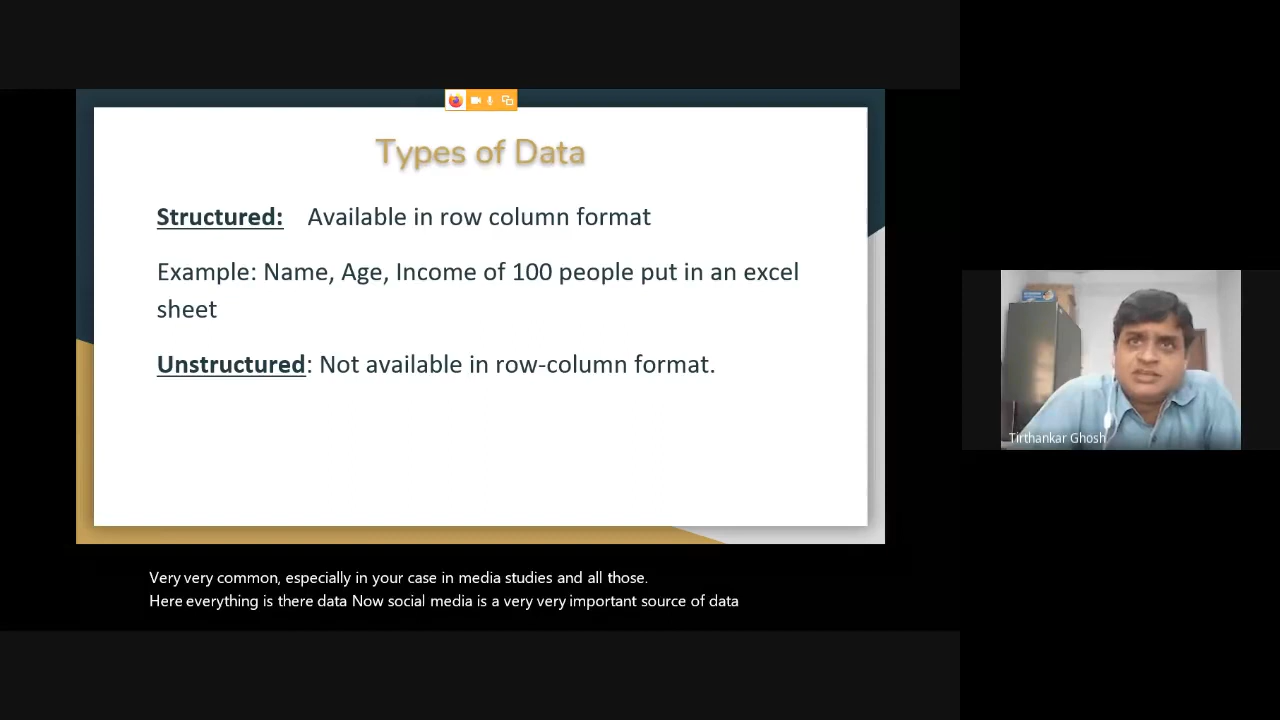 Types of Data
Structured: Available in row column format
Example: Name, Age, Income of 100 people put in an excel
sheet
Unstructured: Not available in row-column format.
Tirthankar Ghosh
Very very common, especially in your case in media studies and all those.
Here everything is there data Now social media is a very very important source of data